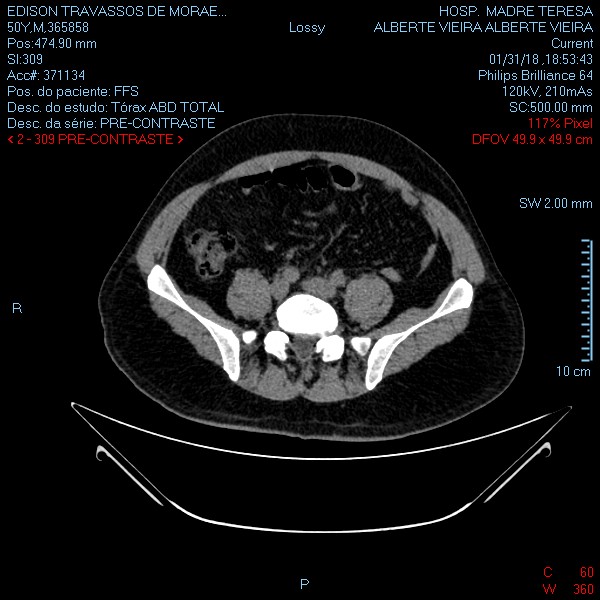 EDISON TRAVASSOS DE MORAE...
50Y,M,365858
Pos:474.90 mm
Sl:309
Acc#: 371134
Pos. do paciente: FFS
Desc. do estudo: Tórax ABD TOTAL
Desc. da série: PRE-CONTRASTE
< 2 - 309 PRE-CONTRASTE >
Lossy
HOSP. MADRE TERESA
ALBERTE VIEIRA ALBERTE VIEIRA
Current
01/31/18 ,18:53:43
Philips Brilliance 64
120kV, 210mAs
SC:500.00 mm
117% Pixel
DFOV 49.9 x 49.9 cm
SW 2.00 mm
R
10 cm
P
C 60
W 360